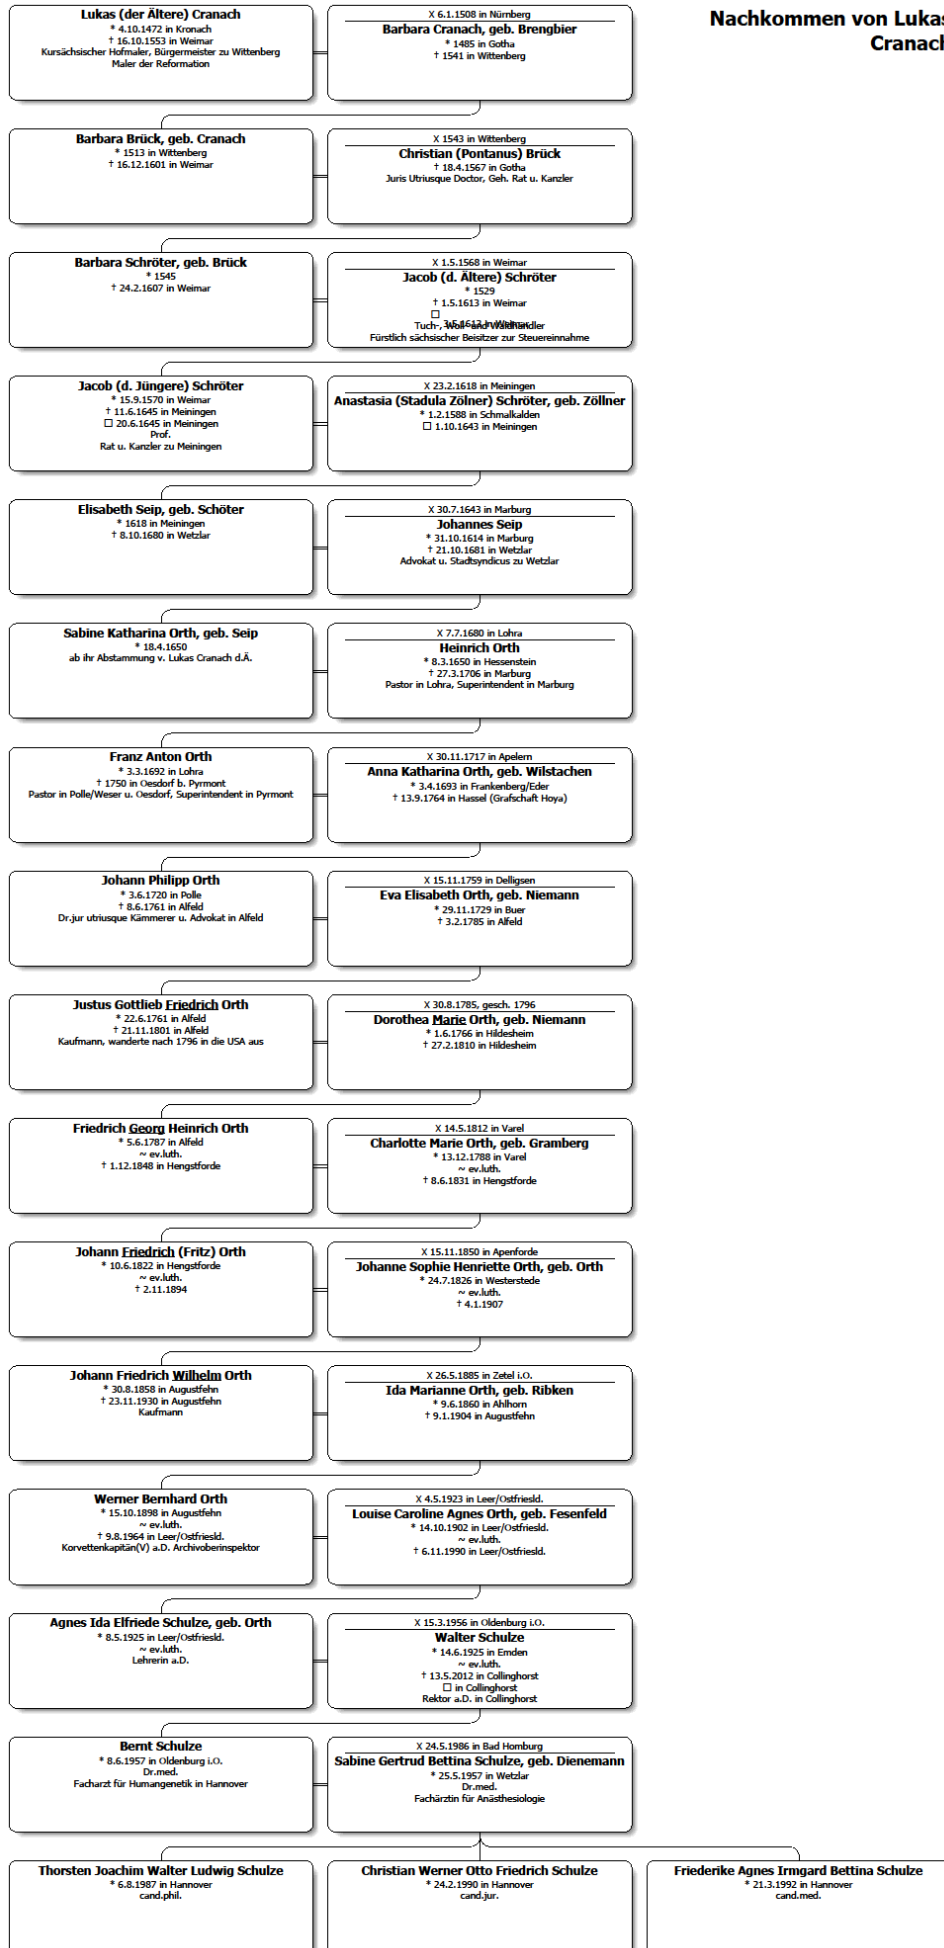 Nachkommen von Lukas
Cranach
Lukas (der Ältere) Cranach
* 4.10.1472 in Kronach
† 16.10.1553 in Weimar
Kursächsischer Hofmaler, Bürgermeister zu Wittenberg
Maler der Reformation
X 6.1.1508 in Nürnberg
Barbara Cranach, geb. Brengbier
* 1485 in Gotha
† 1541 in Wittenberg
Barbara Brück, geb. Cranach
* 1513 in Wittenberg
† 16.12.1601 in Weimar
X 1543 in Wittenberg
Christian (Pontanus) Brück
† 18.4.1567 in Gotha
Juris Utriusque Doctor, Geh. Rat u. Kanzler
Barbara Schröter, geb. Brück
* 1545
† 24.2.1607 in Weimar
X 1.5.1568 in Weimar
Jacob (d. Ältere) Schröter
* 1529
† 1.5.1613 in Weimar
□
3.5.1613 in Weimar
Tuch-, Woll- und Waidhändler
Fürstlich sächsischer Beisitzer zur Steuereinnahme
Jacob (d. Jüngere) Schröter
* 15.9.1570 in Weimar
† 11.6.1645 in Meiningen
□ 20.6.1645 in Meiningen
Prof.
Rat u. Kanzler zu Meiningen
X 23.2.1618 in Meiningen
Anastasia (Stadula Zölner) Schröter, geb. Zöllner
* 1.2.1588 in Schmalkalden
□ 1.10.1643 in Meiningen
Elisabeth Seip, geb. Schöter
* 1618 in Meiningen
† 8.10.1680 in Wetzlar
X 30.7.1643 in Marburg
Johannes Seip
* 31.10.1614 in Marburg
† 21.10.1681 in Wetzlar
Advokat u. Stadtsyndicus zu Wetzlar
Sabine Katharina Orth, geb. Seip
* 18.4.1650
ab ihr Abstammung v. Lukas Cranach d.Ä.
X 7.7.1680 in Lohra
Heinrich Orth
* 8.3.1650 in Hessenstein
† 27.3.1706 in Marburg
Pastor in Lohra, Superintendent in Marburg
Franz Anton Orth
* 3.3.1692 in Lohra
† 1750 in Oesdorf b. Pyrmont
Pastor in Polle/Weser u. Oesdorf, Superintendent in Pyrmont
X 30.11.1717 in Apelern
Anna Katharina Orth, geb. Wilstachen
* 3.4.1693 in Frankenberg/Eder
† 13.9.1764 in Hassel (Grafschaft Hoya)
Johann Philipp Orth
* 3.6.1720 in Polle
† 8.6.1761 in Alfeld
Dr.jur utriusque Kämmerer u. Advokat in Alfeld
X 15.11.1759 in Delligsen
Eva Elisabeth Orth, geb. Niemann
* 29.11.1729 in Buer
† 3.2.1785 in Alfeld
Justus Gottlieb Friedrich Orth
* 22.6.1761 in Alfeld
† 21.11.1801 in Alfeld
Kaufmann, wanderte nach 1796 in die USA aus
X 30.8.1785, gesch. 1796
Dorothea Marie Orth, geb. Niemann
* 1.6.1766 in Hildesheim
† 27.2.1810 in Hildesheim
Friedrich Georg Heinrich Orth
* 5.6.1787 in Alfeld
~ ev.luth.
† 1.12.1848 in Hengstforde
X 14.5.1812 in Varel
Charlotte Marie Orth, geb. Gramberg
* 13.12.1788 in Varel
~ ev.luth.
† 8.6.1831 in Hengstforde
Johann Friedrich (Fritz) Orth
* 10.6.1822 in Hengstforde
~ ev.luth.
† 2.11.1894
X 15.11.1850 in Apenforde
Johanne Sophie Henriette Orth, geb. Orth
* 24.7.1826 in Westerstede
~ ev.luth.
† 4.1.1907
Johann Friedrich Wilhelm Orth
* 30.8.1858 in Augustfehn
† 23.11.1930 in Augustfehn
Kaufmann
X 26.5.1885 in Zetel i.O.
Ida Marianne Orth, geb. Ribken
* 9.6.1860 in Ahlhorn
† 9.1.1904 in Augustfehn
Werner Bernhard Orth
* 15.10.1898 in Augustfehn
~ ev.luth.
† 9.8.1964 in Leer/Ostfriesld.
Korvettenkapitän(V) a.D. Archivoberinspektor
X 4.5.1923 in Leer/Ostfriesld.
Louise Caroline Agnes Orth, geb. Fesenfeld
* 14.10.1902 in Leer/Ostfriesld.
~ ev.luth.
† 6.11.1990 in Leer/Ostfriesld.
Agnes Ida Elfriede Schulze, geb. Orth
* 8.5.1925 in Leer/Ostfriesld.
~ ev.luth.
Lehrerin a.D.
X 15.3.1956 in Oldenburg i.O.
Walter Schulze
* 14.6.1925 in Emden
~ ev.luth.
† 13.5.2012 in Collinghorst
□ in Collinghorst
Rektor a.D. in Collinghorst
Bernt Schulze
* 8.6.1957 in Oldenburg i.O.
Dr.med.
Facharzt für Humangenetik in Hannover
X 24.5.1986 in Bad Homburg
Sabine Gertrud Bettina Schulze, geb. Dienemann
* 25.5.1957 in Wetzlar
Dr.med.
Fachärztin für Anästhesiologie
Thorsten Joachim Walter Ludwig Schulze
* 6.8.1987 in Hannover
cand.phil.
Christian Werner Otto Friedrich Schulze
* 24.2.1990 in Hannover
cand.jur.
Friederike Agnes Irmgard Bettina Schulze
* 21.3.1992 in Hannover
cand.med.